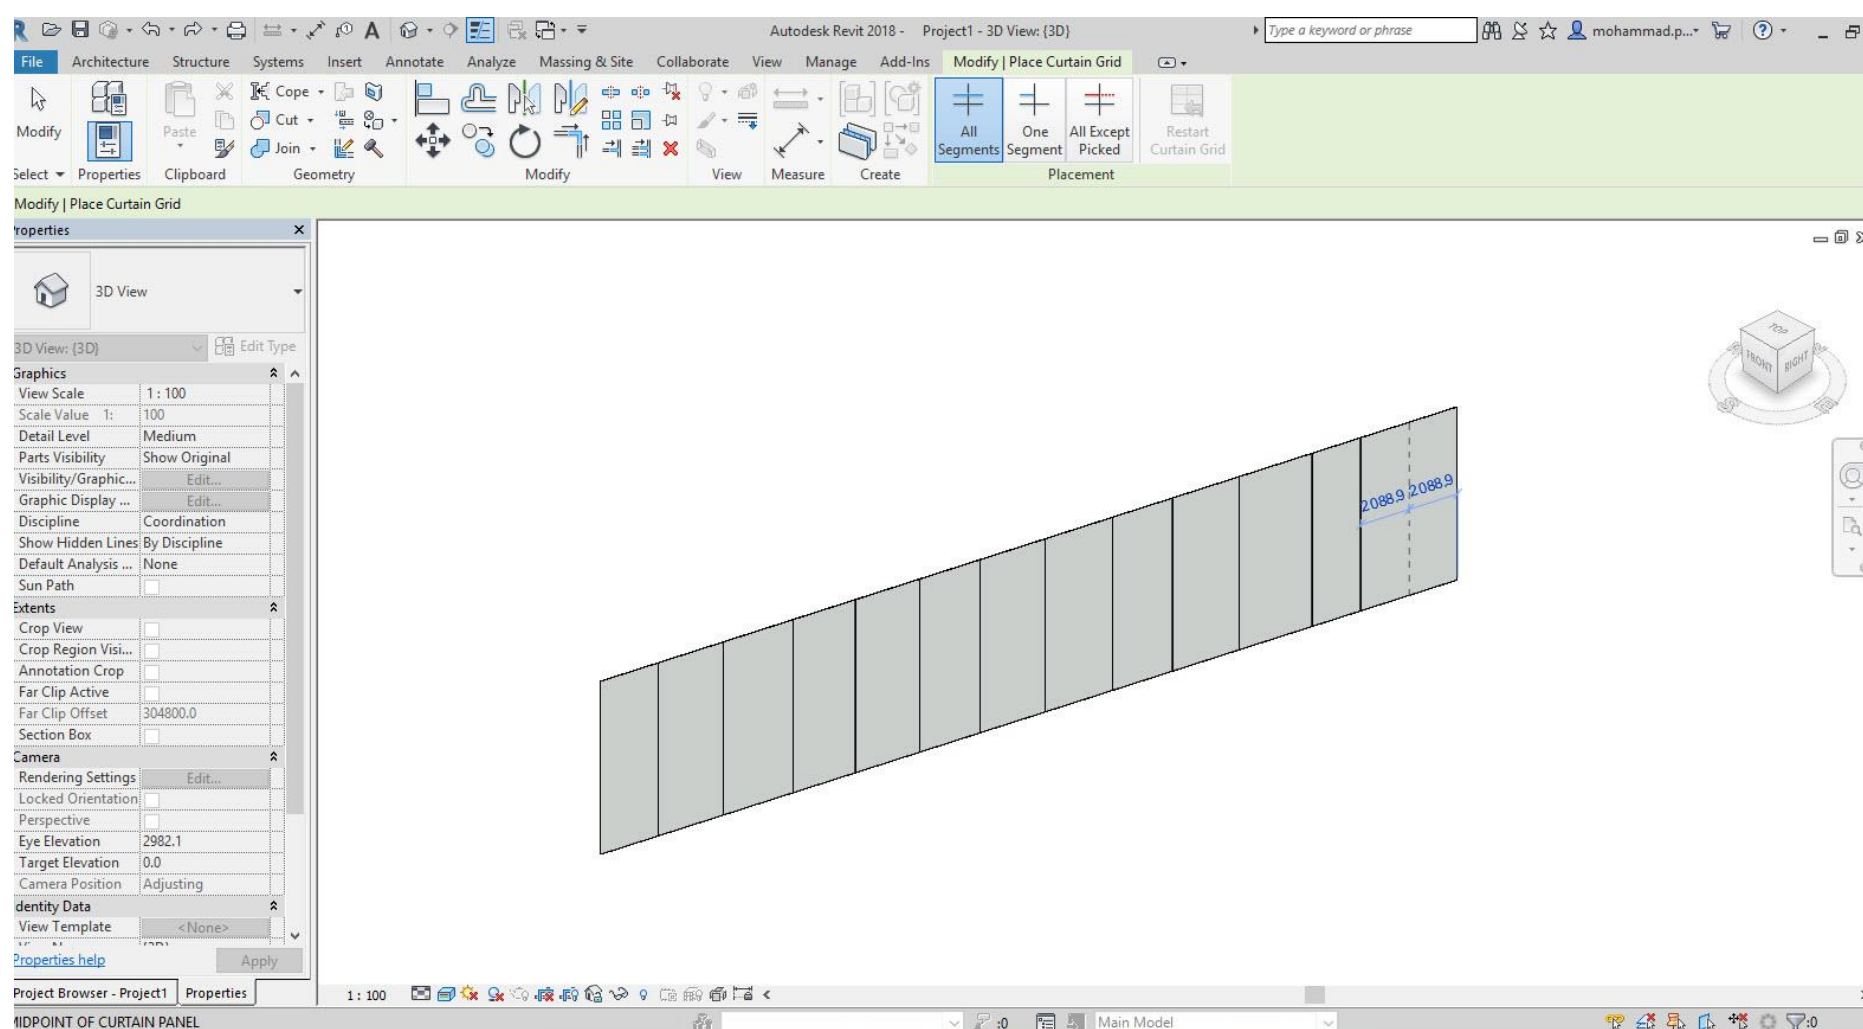 Autodesk Revit 2018 - Project1 - 3D View: {3D}
Type a keyword or phrase
mohammad.p...
File Architecture Structure Systems Insert Annotate Analyze Massing & Site Collaborate View Manage Add-Ins Modify | Place Curtain Grid
Cope
Cut
Join
Modify
Paste
All Segments
One Segment
All Except Picked
Restart Curtain Grid
Select Properties Clipboard Geometry Modify View Measure Create Placement
Modify | Place Curtain Grid
Properties
3D View
3D View: {3D} Edit Type
Graphics
View Scale 1 : 100
Scale Value 1: 100
Detail Level Medium
Parts Visibility Show Original
Visibility/Graphic... Edit...
Graphic Display ... Edit...
Discipline Coordination
Show Hidden Lines By Discipline
Default Analysis ... None
Sun Path
Extents
Crop View
Crop Region Visi...
Annotation Crop
Far Clip Active
Far Clip Offset 304800.0
Section Box
Camera
Rendering Settings Edit...
Locked Orientation
Perspective
Eye Elevation 2982.1
Target Elevation 0.0
Camera Position Adjusting
Identity Data
View Template <None>
Properties help Apply
Project Browser - Project1 Properties
2088.9 2088.9
TOP
FRONT RIGHT
1 : 100
MIDPOINT OF CURTAIN PANEL
:0 Main Model :0